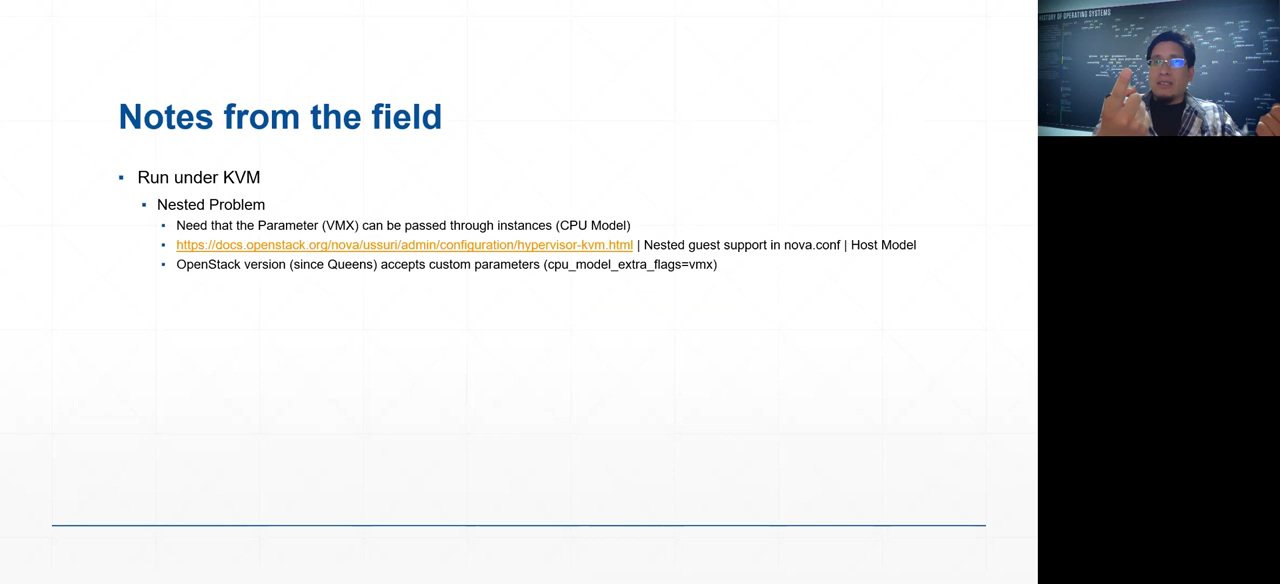 Notes from the field
Run under KVM
Nested Problem
Need that the Parameter (VMX) can be passed through instances (CPU Model)
https://docs.openstack.org/nova/ussuri/admin/configuration/hypervisor-kvm.html | Nested guest support in nova.conf | Host Model
OpenStack version (since Queens) accepts custom parameters (cpu_model_extra_flags=vmx)
HISTORY OF OPERATING SYSTEMS